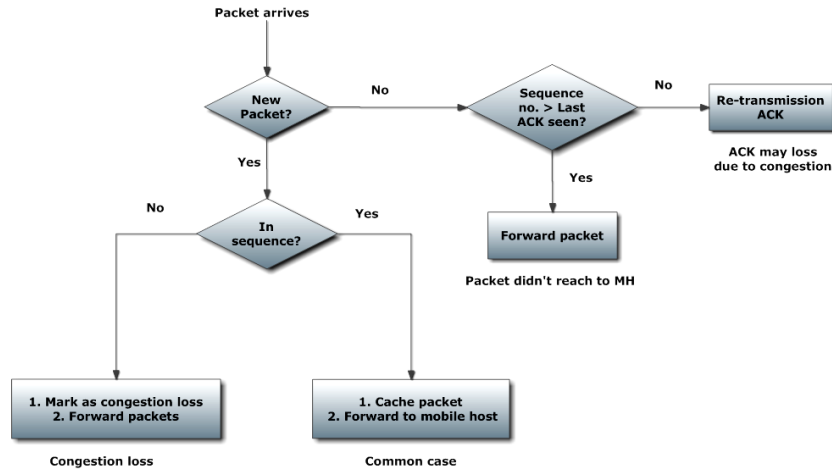 Packet arrives
New
Packet?
No
Sequence
no. > Last
ACK seen?
No
Re-transmission
ACK
ACK may loss
due to congestion
Yes
Yes
Forward packet
Packet didn't reach to MH
No
In
sequence?
Yes
1. Mark as congestion loss
2. Forward packets
Congestion loss
1. Cache packet
2. Forward to mobile host
Common case